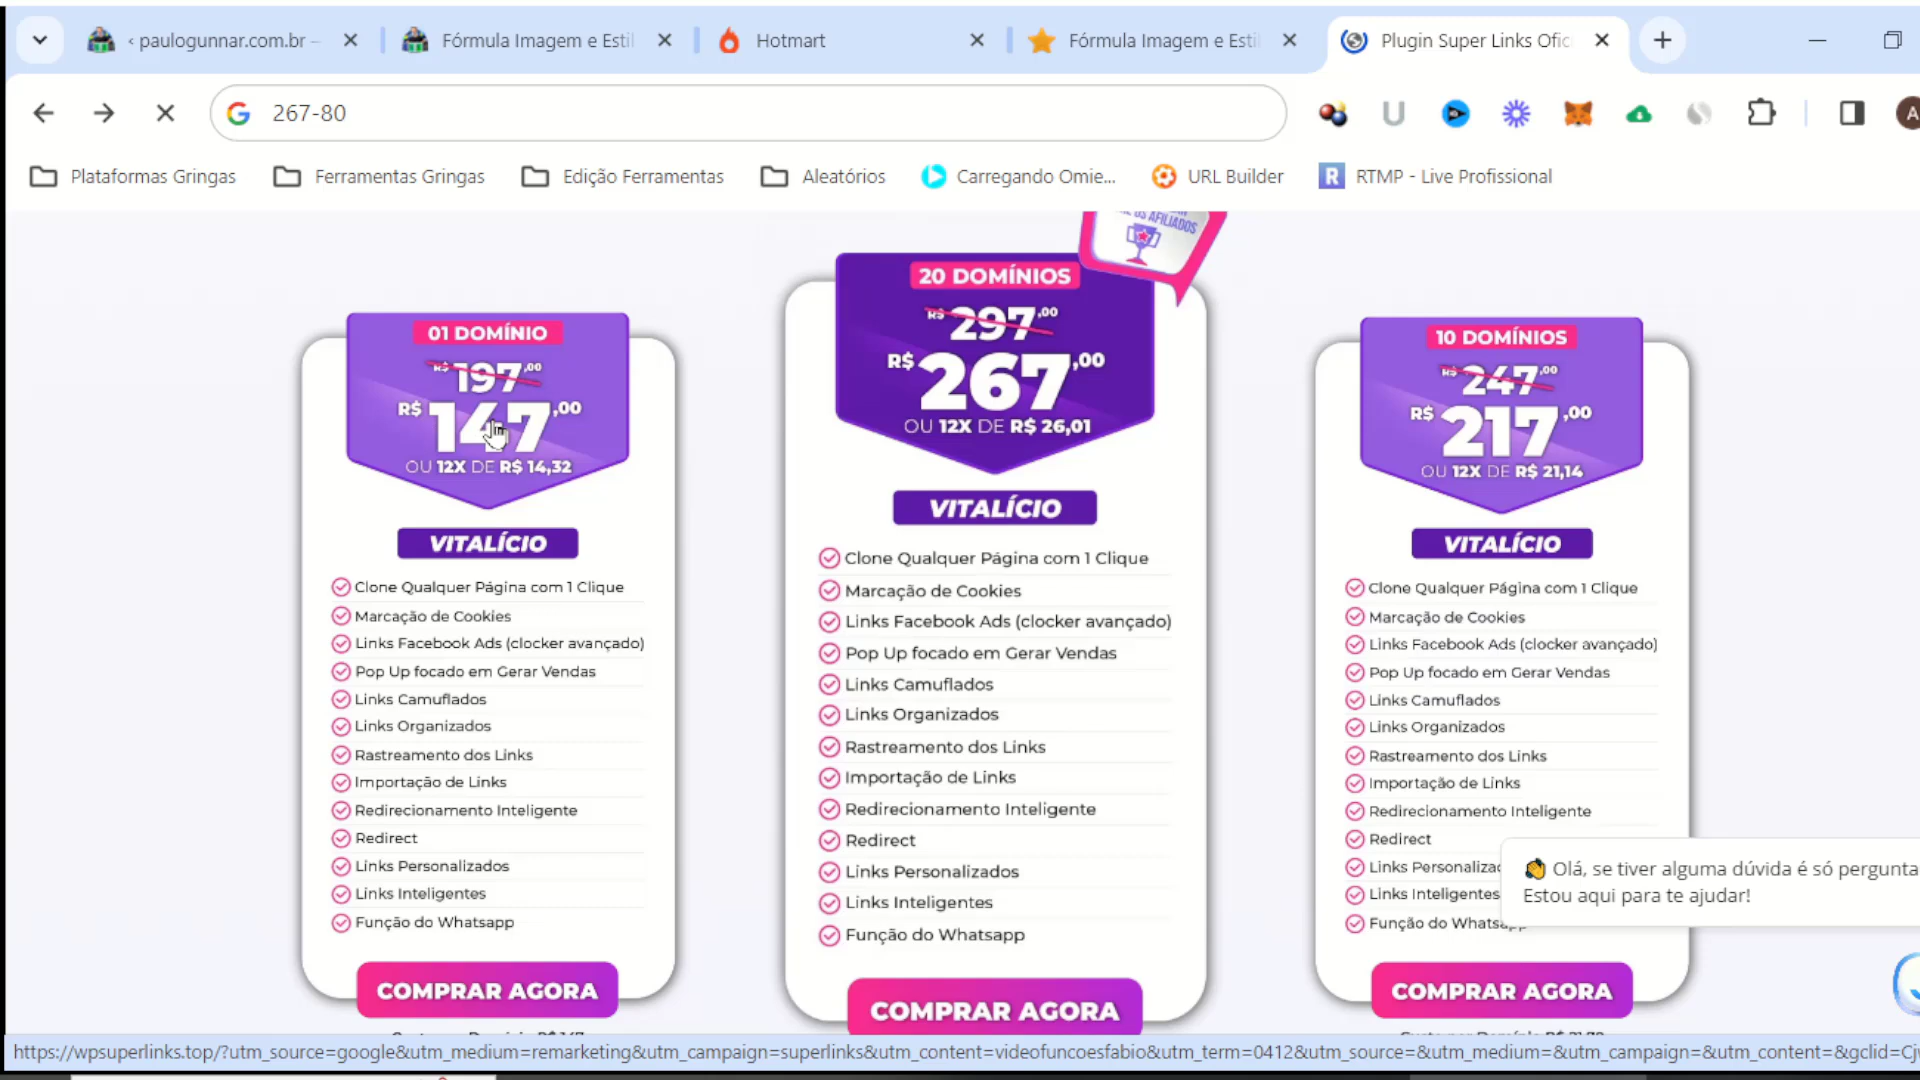 ‹ paulogunnar.com.br –
Fórmula Imagem e Estil
Hotmart
Fórmula Imagem e Esti
Plugin Super Links Ofic
267-80
A
Plataformas Gringas
Ferramentas Gringas
Edição Ferramentas
Aleatórios
Carregando Omie...
URL Builder
R
RTMP - Live Profissional
OS AFILIADOS
01 DOMÍNIO
R$ 197,00
R$ 147,00
OU 12X DE R$ 14,32
VITALÍCIO
Clone Qualquer Página com 1 Clique
Marcação de Cookies
Links Facebook Ads (clocker avançado)
Pop Up focado em Gerar Vendas
Links Camuflados
Links Organizados
Rastreamento dos Links
Importação de Links
Redirecionamento Inteligente
Redirect
Links Personalizados
Links Inteligentes
Função do Whatsapp
COMPRAR AGORA
20 DOMÍNIOS
R$ 297,00
R$ 267,00
OU 12X DE R$ 26,01
VITALÍCIO
Clone Qualquer Página com 1 Clique
Marcação de Cookies
Links Facebook Ads (clocker avançado)
Pop Up focado em Gerar Vendas
Links Camuflados
Links Organizados
Rastreamento dos Links
Importação de Links
Redirecionamento Inteligente
Redirect
Links Personalizados
Links Inteligentes
Função do Whatsapp
COMPRAR AGORA
10 DOMÍNIOS
R$ 247,00
R$ 217,00
OU 12X DE R$ 21,14
VITALÍCIO
Clone Qualquer Página com 1 Clique
Marcação de Cookies
Links Facebook Ads (clocker avançado)
Pop Up focado em Gerar Vendas
Links Camuflados
Links Organizados
Rastreamento dos Links
Importação de Links
Redirecionamento Inteligente
Redirect
Links Personalizad
Links Inteligentes
Função do Whatsapp
COMPRAR AGORA
Olá, se tiver alguma dúvida é só pergunta
Estou aqui para te ajudar!
https://wpsuperlinks.top/?utm_source=google&utm_medium=remarketing&utm_campaign=superlinks&utm_content=videofuncoesfabio&utm_term=0412&utm_source=&utm_medium=&utm_campaign=&utm_content=&gclid=Cj